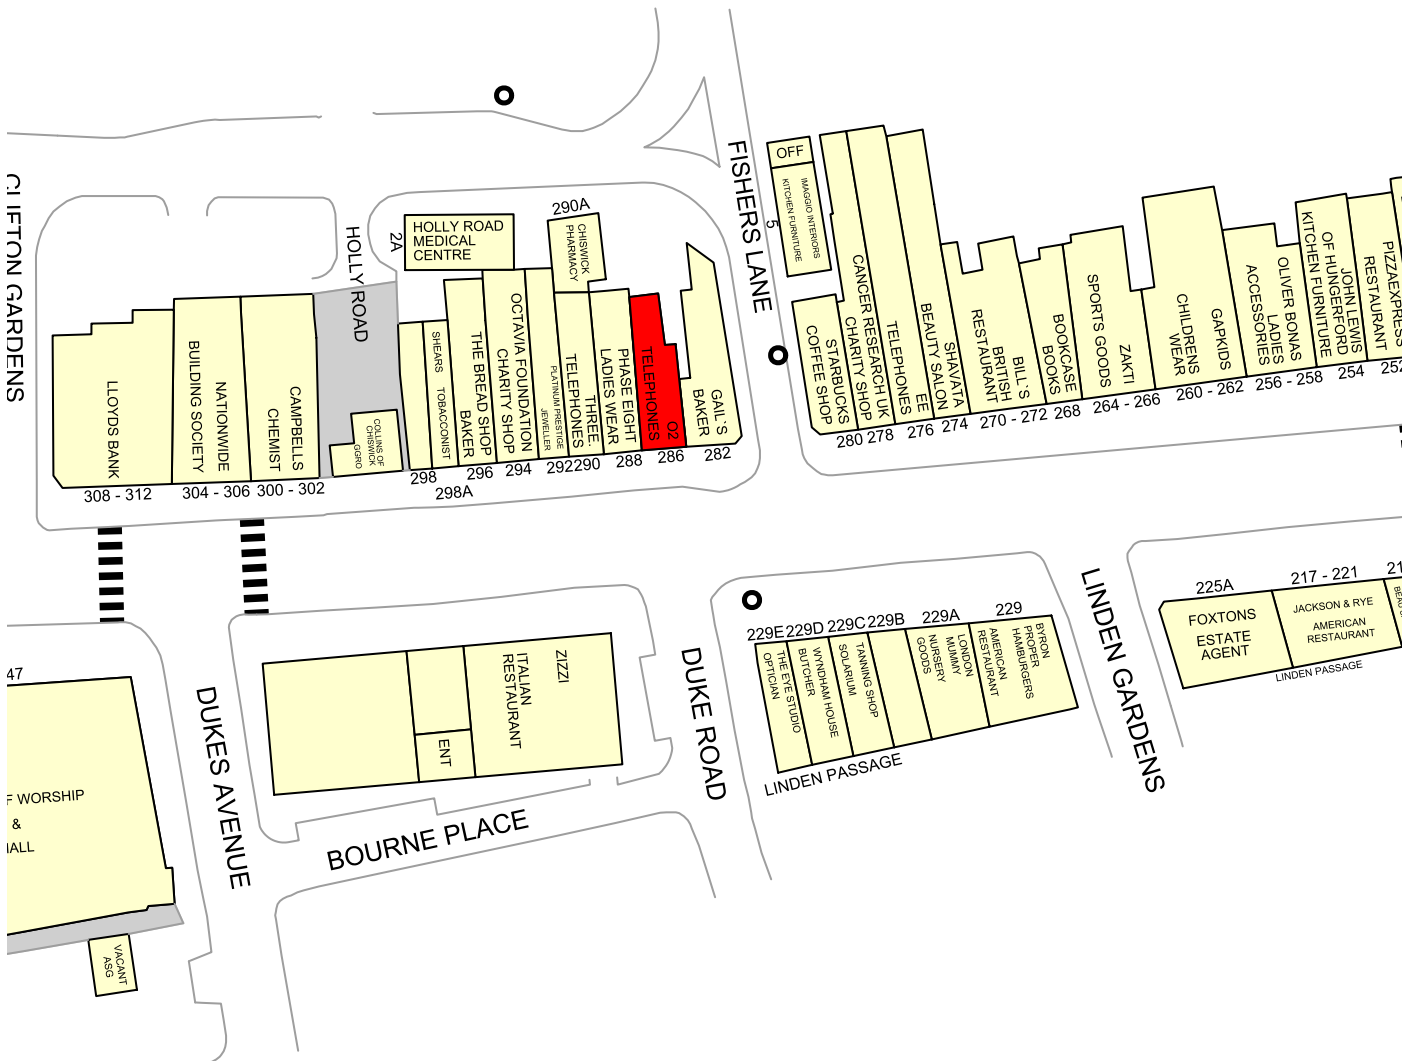 CLIFTON GARDENS
HOLLY ROAD
2A
HOLLY ROAD
MEDICAL
CENTRE
290A
CHISWICK
PHARMACY
FISHERS LANE
OFF
IMAGGIO INTERIORS
KITCHEN FURNITURE
5
LLOYDS BANK
308 - 312
NATIONWIDE
BUILDING SOCIETY
304 - 306
CAMPBELLS
CHEMIST
300 - 302
COLLINS OF
CHISWICK
GGRO
SHEARS TOBACCONIST
298
298A
THE BREAD SHOP
BAKER
296
OCTAVIA FOUNDATION
CHARITY SHOP
294
PLATINUM PRESTIGE
JEWELLER
292
THREE.
TELEPHONES
290
PHASE EIGHT
LADIES WEAR
288
O2
TELEPHONES
286
GAIL`S
BAKER
282
STARBUCKS
COFFEE SHOP
280
CANCER RESEARCH UK
CHARITY SHOP
278
EE
TELEPHONES
276
SHAVATA
BEAUTY SALON
274
BILL`S
BRITISH
RESTAURANT
270 - 272
BOOKCASE
BOOKS
268
ZAKTI
SPORTS GOODS
264 - 266
GAPKIDS
CHILDRENS
WEAR
260 - 262
OLIVER BONAS
LADIES
ACCESSORIES
256 - 258
JOHN LEWIS
OF HUNGERFORD
KITCHEN FURNITURE
254
PIZZAEXPRESS
RESTAURANT
252
47
F WORSHIP
&
HALL
VACANT
ASG
DUKES AVENUE
ENT
ZIZZI
ITALIAN
RESTAURANT
BOURNE PLACE
DUKE ROAD
229E
THE EYE STUDIO
OPTICIAN
229D
WYNDHAM HOUSE
BUTCHER
229C
TANNING SHOP
SOLARIUM
229B
229A
LONDON
MUMMY
NURSERY
GOODS
229
BYRON
PROPER
HAMBURGERS
AMERICAN
RESTAURANT
LINDEN PASSAGE
LINDEN GARDENS
225A
FOXTONS
ESTATE
AGENT
217 - 221
JACKSON & RYE
AMERICAN
RESTAURANT
LINDEN PASSAGE
21